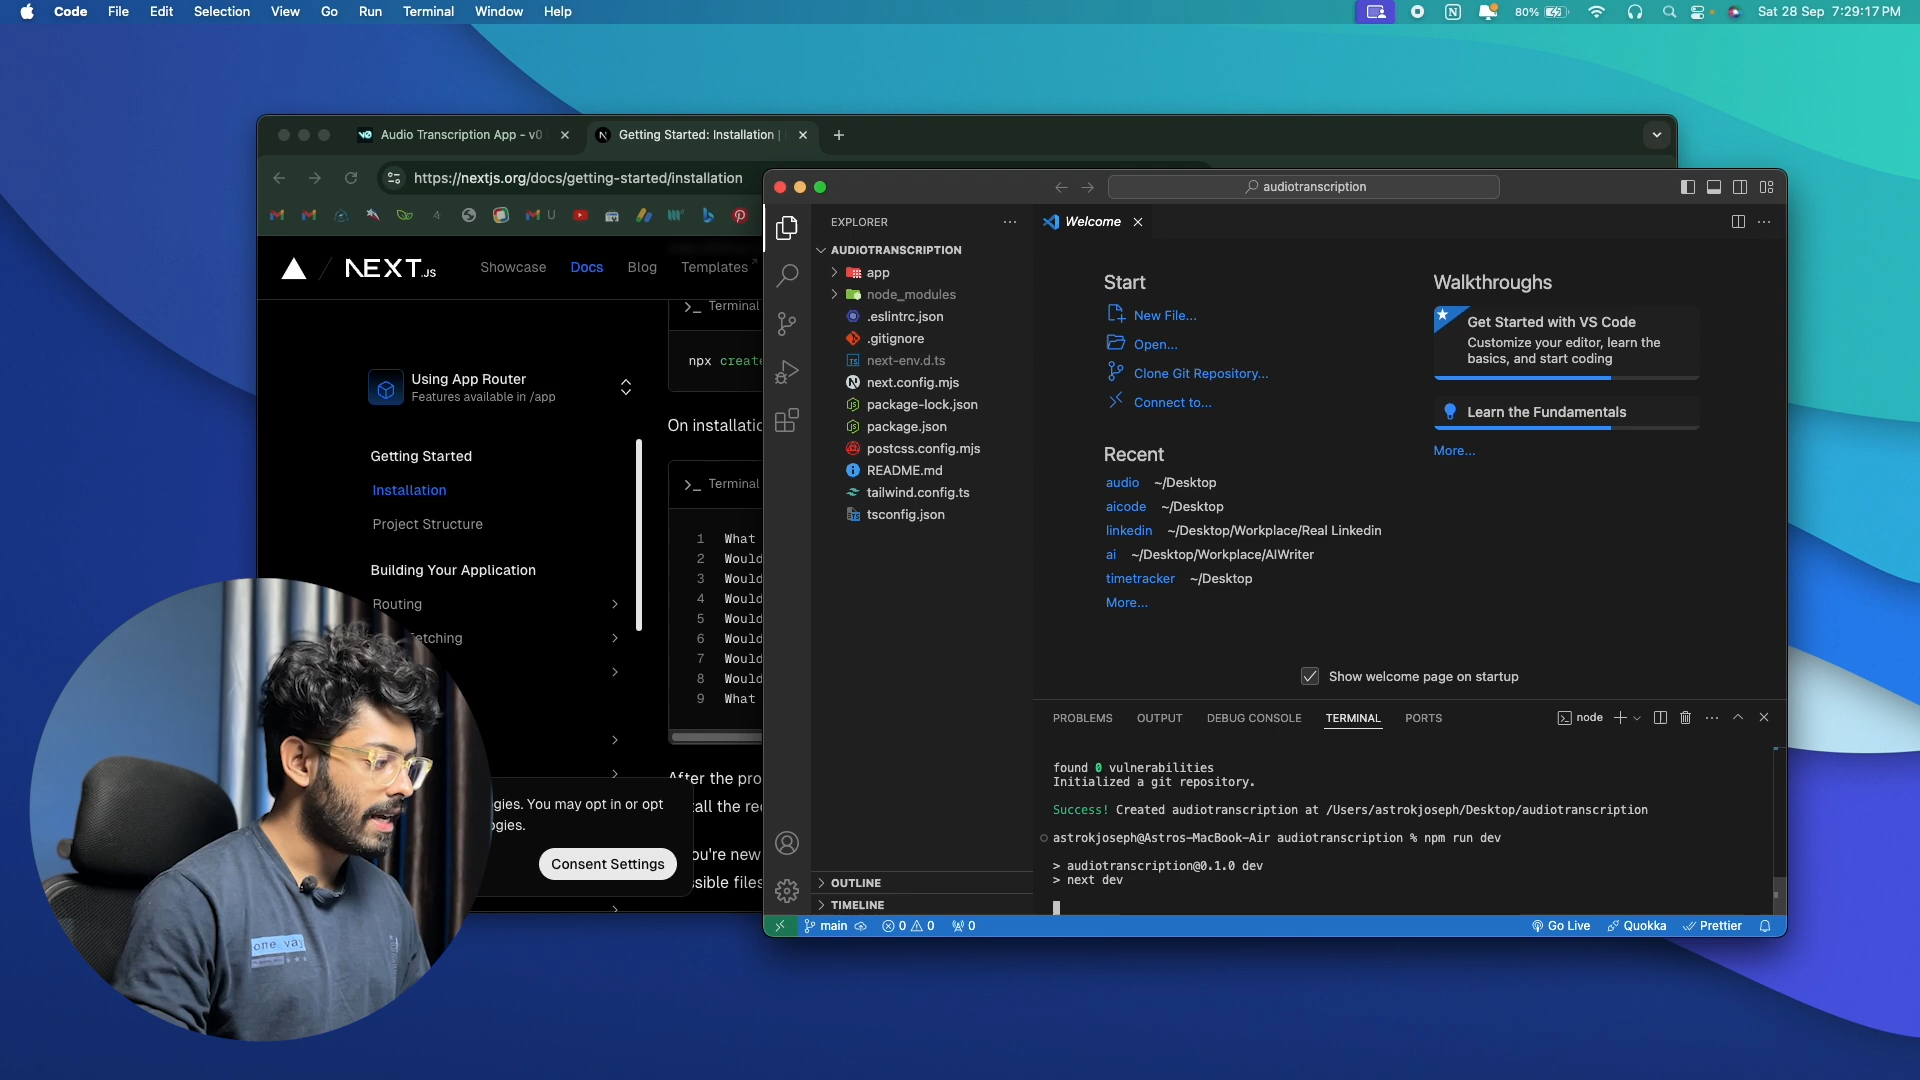 Code File Edit Selection View Go Run Terminal Window Help
80% Sat 28 Sep 7:29:17 PM
Audio Transcription App - v0
Getting Started: Installation |
https://nextjs.org/docs/getting-started/installation
NEXT.JS Showcase Docs Blog Templates
Using App Router
Features available in /app
Getting Started
Installation
Project Structure
Building Your Application
Routing
etching
Terminal
npx create
On installatio
Terminal
1 What
2 Would
3 Would
4 Would
5 Would
6 Would
7 Would
8 Would
9 What
After the pro
all the re
ou're new
sible files
gies. You may opt in or opt
ogies.
Consent Settings
audiotranscription
EXPLORER
AUDIOTRANSCRIPTION
app
node_modules
.eslintrc.json
.gitignore
next-env.d.ts
next.config.mjs
package-lock.json
package.json
postcss.config.mjs
README.md
tailwind.config.ts
tsconfig.json
OUTLINE
TIMELINE
Welcome
Start
New File...
Open...
Clone Git Repository...
Connect to...
Recent
audio ~/Desktop
aicode ~/Desktop
linkedin ~/Desktop/Workplace/Real Linkedin
ai ~/Desktop/Workplace/AIWriter
timetracker ~/Desktop
More...
Walkthroughs
Get Started with VS Code
Customize your editor, learn the
basics, and start coding
Learn the Fundamentals
More...
Show welcome page on startup
PROBLEMS OUTPUT DEBUG CONSOLE TERMINAL PORTS
node
found 0 vulnerabilities
Initialized a git repository.
Success! Created audiotranscription at /Users/astrokjoseph/Desktop/audiotranscription
astrokjoseph@Astros-MacBook-Air audiotranscription % npm run dev
> audiotranscription@0.1.0 dev
> next dev
main 0 0 0
Go Live Quokka Prettier
one way